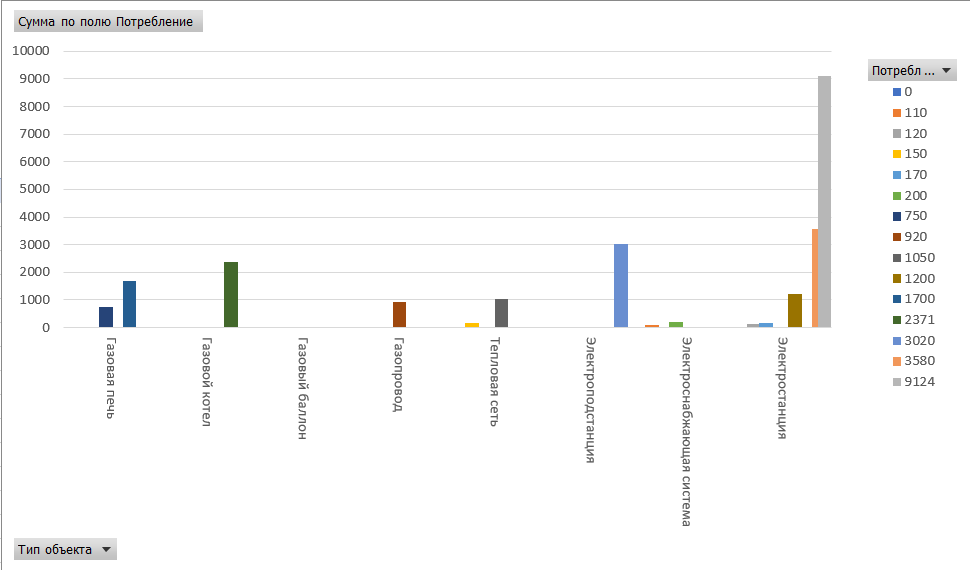 Сумма по полю Потребление
10000
9000
8000
7000
6000
5000
4000
3000
2000
1000
0
Газовая печь
Газовой котел
Газовый баллон
Газопровод
Тепловая сеть
Электроподстанция
Электроснабжающая система
Электростанция
Потребл ...
0
110
120
150
170
200
750
920
1050
1200
1700
2371
3020
3580
9124
Тип объекта